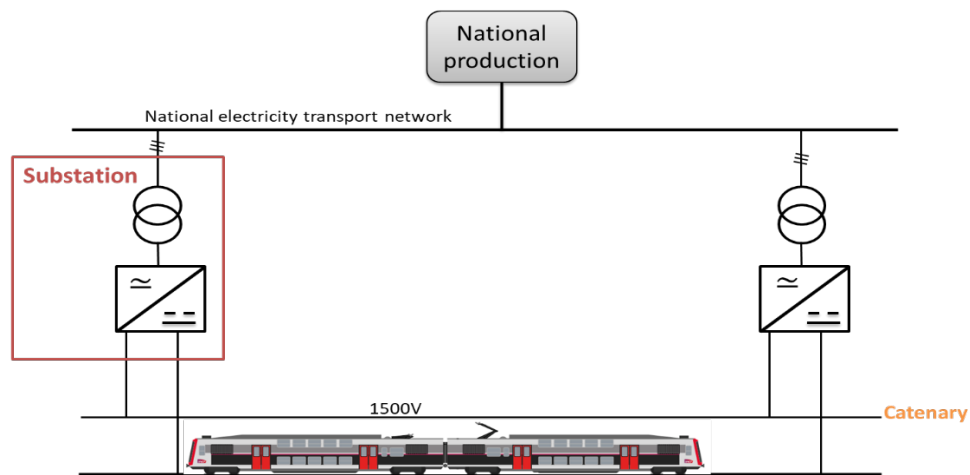 National
production
National electricity transport network
Substation
1500V
Catenary